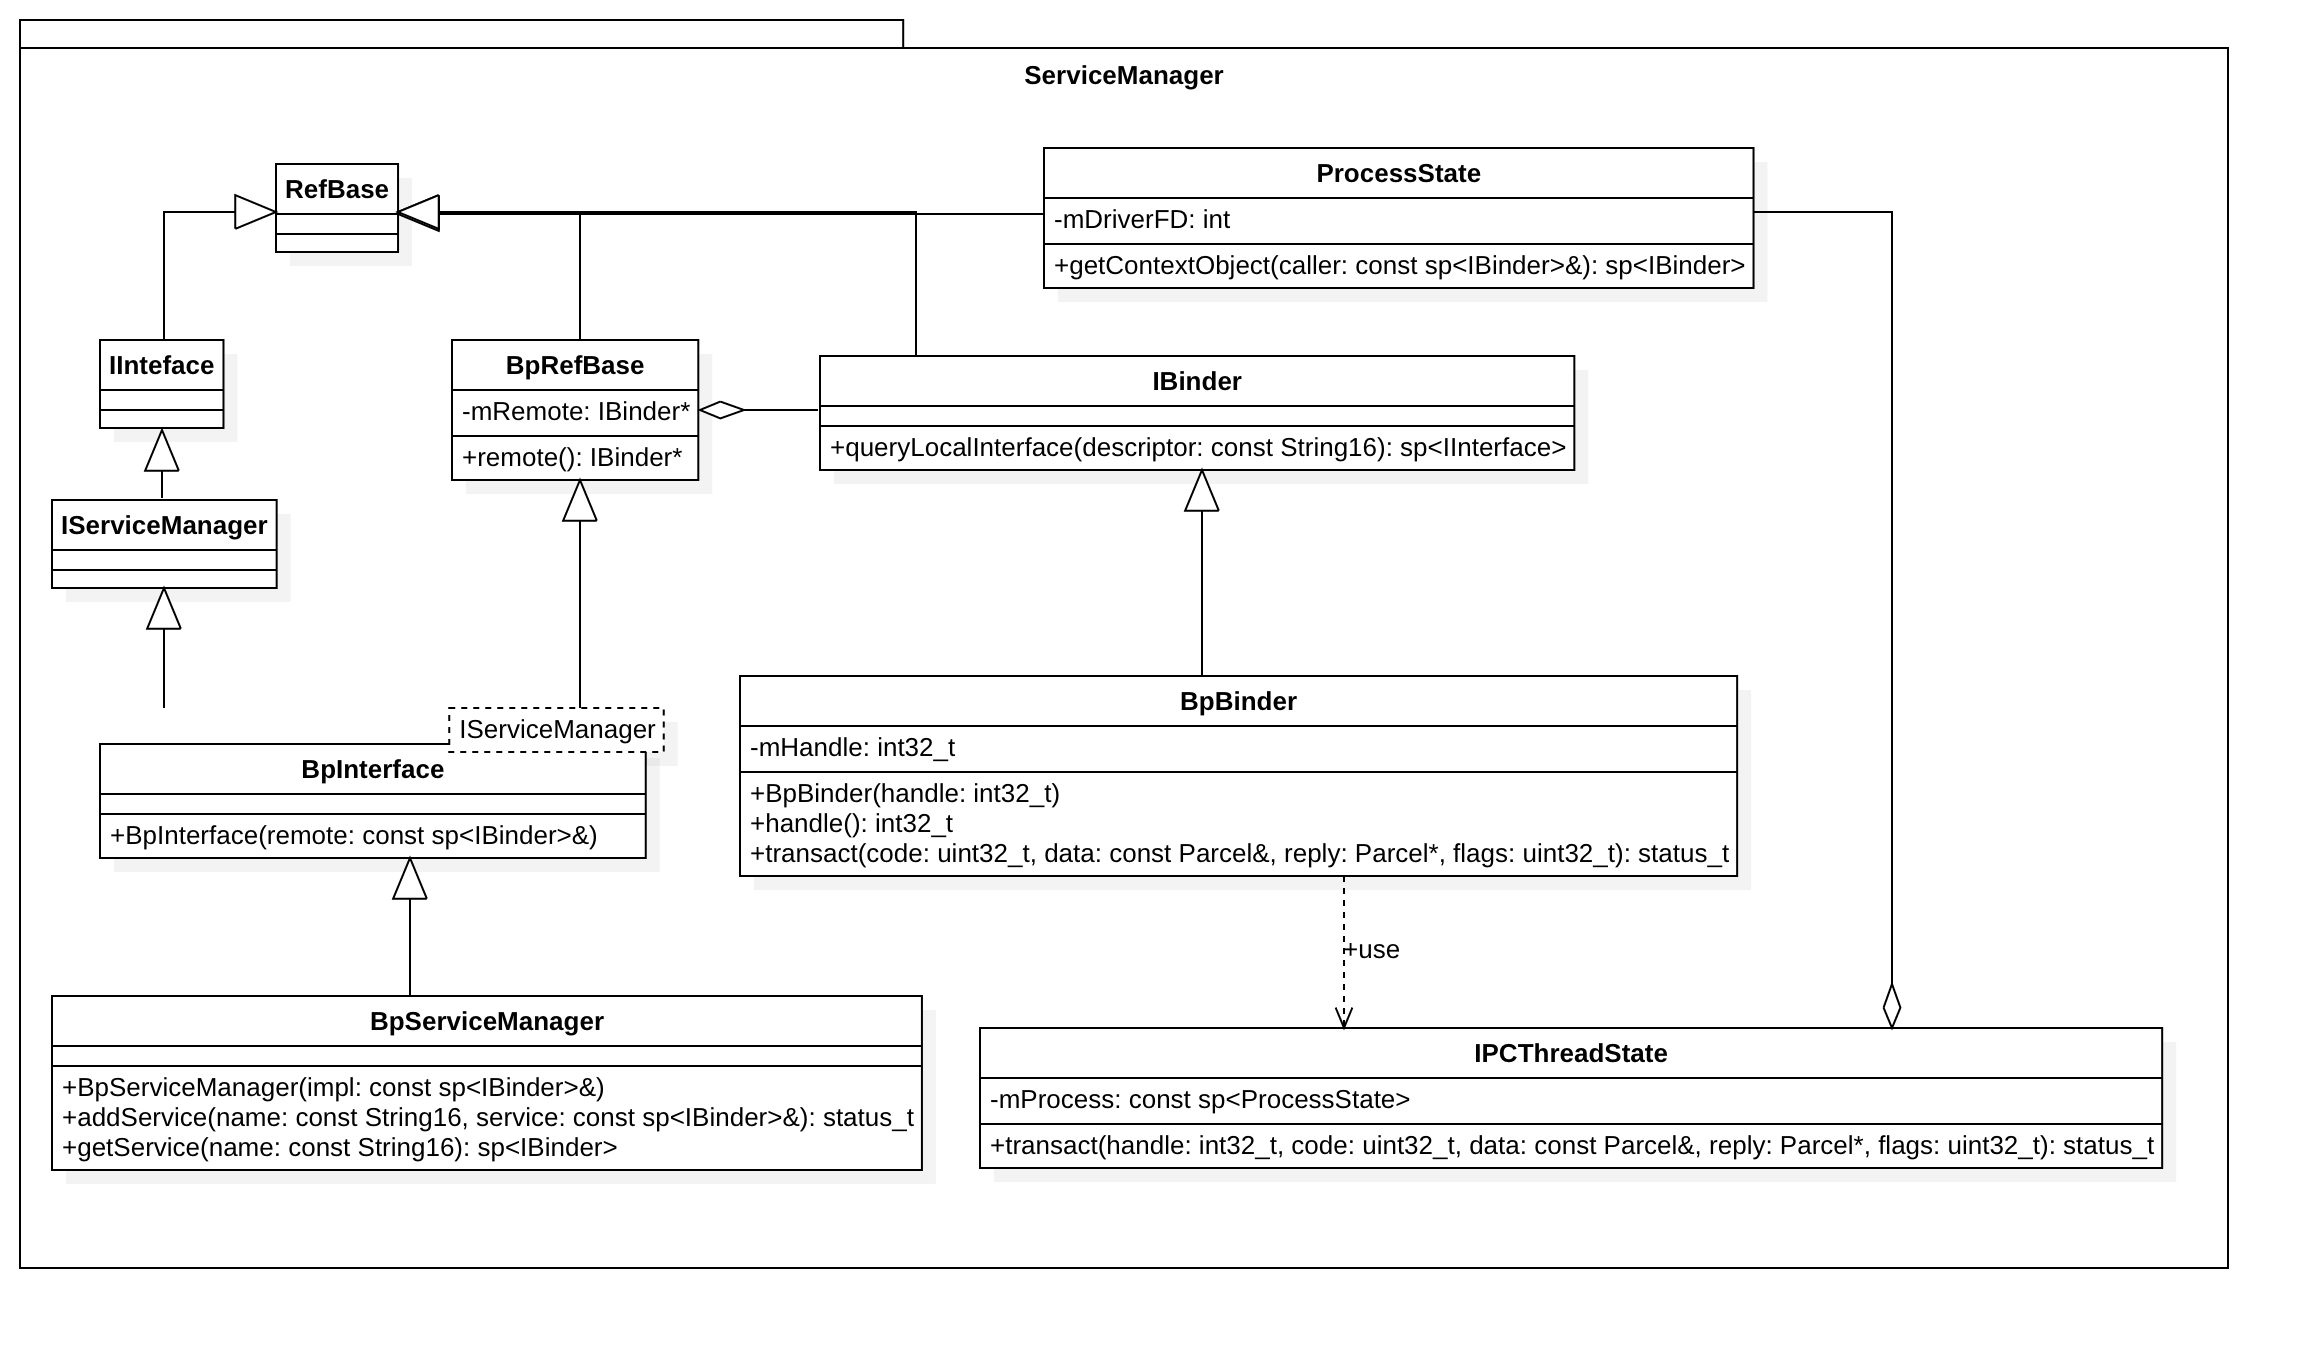 ServiceManager
RefBase
ProcessState
-mDriverFD: int
+getContextObject(caller: const sp<IBinder>&): sp<IBinder>
IInteface
BpRefBase
-mRemote: IBinder*
+remote(): IBinder*
IBinder
+queryLocalInterface(descriptor: const String16): sp<IInterface>
IServiceManager
IServiceManager
BpInterface
+BpInterface(remote: const sp<IBinder>&)
BpBinder
-mHandle: int32_t
+BpBinder(handle: int32_t)
+handle(): int32_t
+transact(code: uint32_t, data: const Parcel&, reply: Parcel*, flags: uint32_t): status_t
+use
BpServiceManager
+BpServiceManager(impl: const sp<IBinder>&)
+addService(name: const String16, service: const sp<IBinder>&): status_t
+getService(name: const String16): sp<IBinder>
IPCThreadState
-mProcess: const sp<ProcessState>
+transact(handle: int32_t, code: uint32_t, data: const Parcel&, reply: Parcel*, flags: uint32_t): status_t